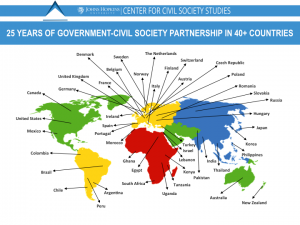 JOHNS HOPKINS
CENTER FOR CIVIL SOCIETY STUDIES
25 YEARS OF GOVERNMENT-CIVIL SOCIETY PARTNERSHIP IN 40+ COUNTRIES
Denmark
Sweden
The Netherlands
Switzerland
Czech Republic
Finland
Norway
Belgium
Austria
Poland
France
Italy
Romania
United Kingdom
Slovakia
Germany
Russia
Canada
Ireland
Hungary
United States
Spain
Japan
Mexico
Portugal
Turkey
Korea
Morocco
Israel
Colombia
Lebanon
India
Philippines
Ghana
Kenya
Thailand
Egypt
Pakistan
Brazil
South Africa
Tanzania
Chile
Argentina
Uganda
Australia
Peru
New Zealand